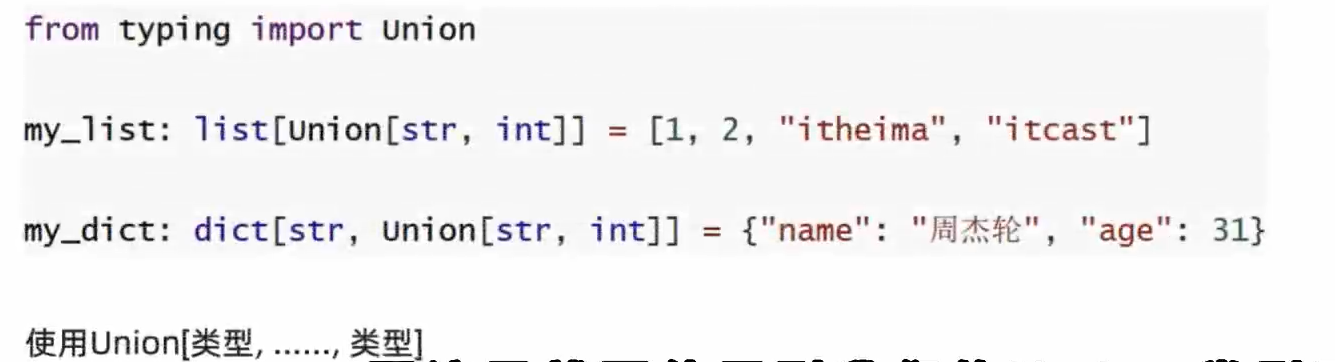 from typing import Union
my_list: list[Union[str, int]] = [1, 2, "itheima", "itcast"]
my_dict: dict[str, Union[str, int]] = {"name": "周杰轮", "age": 31}
使用Union[类型, ......, 类型]